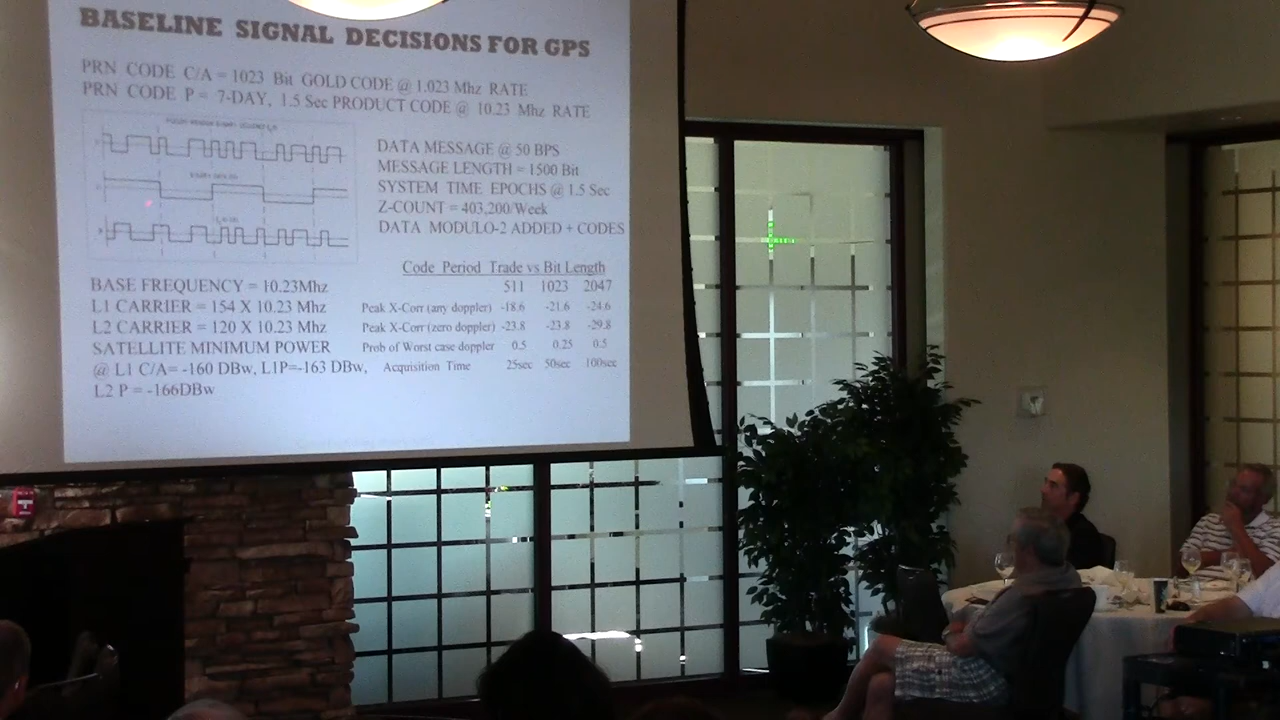 BASELINE SIGNAL DECISIONS FOR GPS
PRN CODE C/A = 1023 Bit GOLD CODE @ 1.023 Mhz RATE
PRN CODE P = 7-DAY, 1.5 Sec PRODUCT CODE @ 10.23 Mhz RATE
DATA MESSAGE @ 50 BPS
MESSAGE LENGTH = 1500 Bit
SYSTEM TIME EPOCHS @ 1.5 Sec
Z-COUNT = 403,200/Week
DATA MODULO-2 ADDED + CODES
BASE FREQUENCY = 10.23Mhz
L1 CARRIER = 154 X 10.23 Mhz
L2 CARRIER = 120 X 10.23 Mhz
SATELLITE MINIMUM POWER
@ L1 C/A= -160 DBw, L1P=-163 DBw,
L2 P = -166DBw
Code Period Trade vs Bit Length
511 1023 2047
Peak X-Corr (any doppler) -18.6 -21.6 -24.6
Peak X-Corr (zero doppler) -23.8 -23.8 -29.8
Prob of Worst case doppler 0.5 0.25 0.5
Acquisition Time 25sec 50sec 100sec